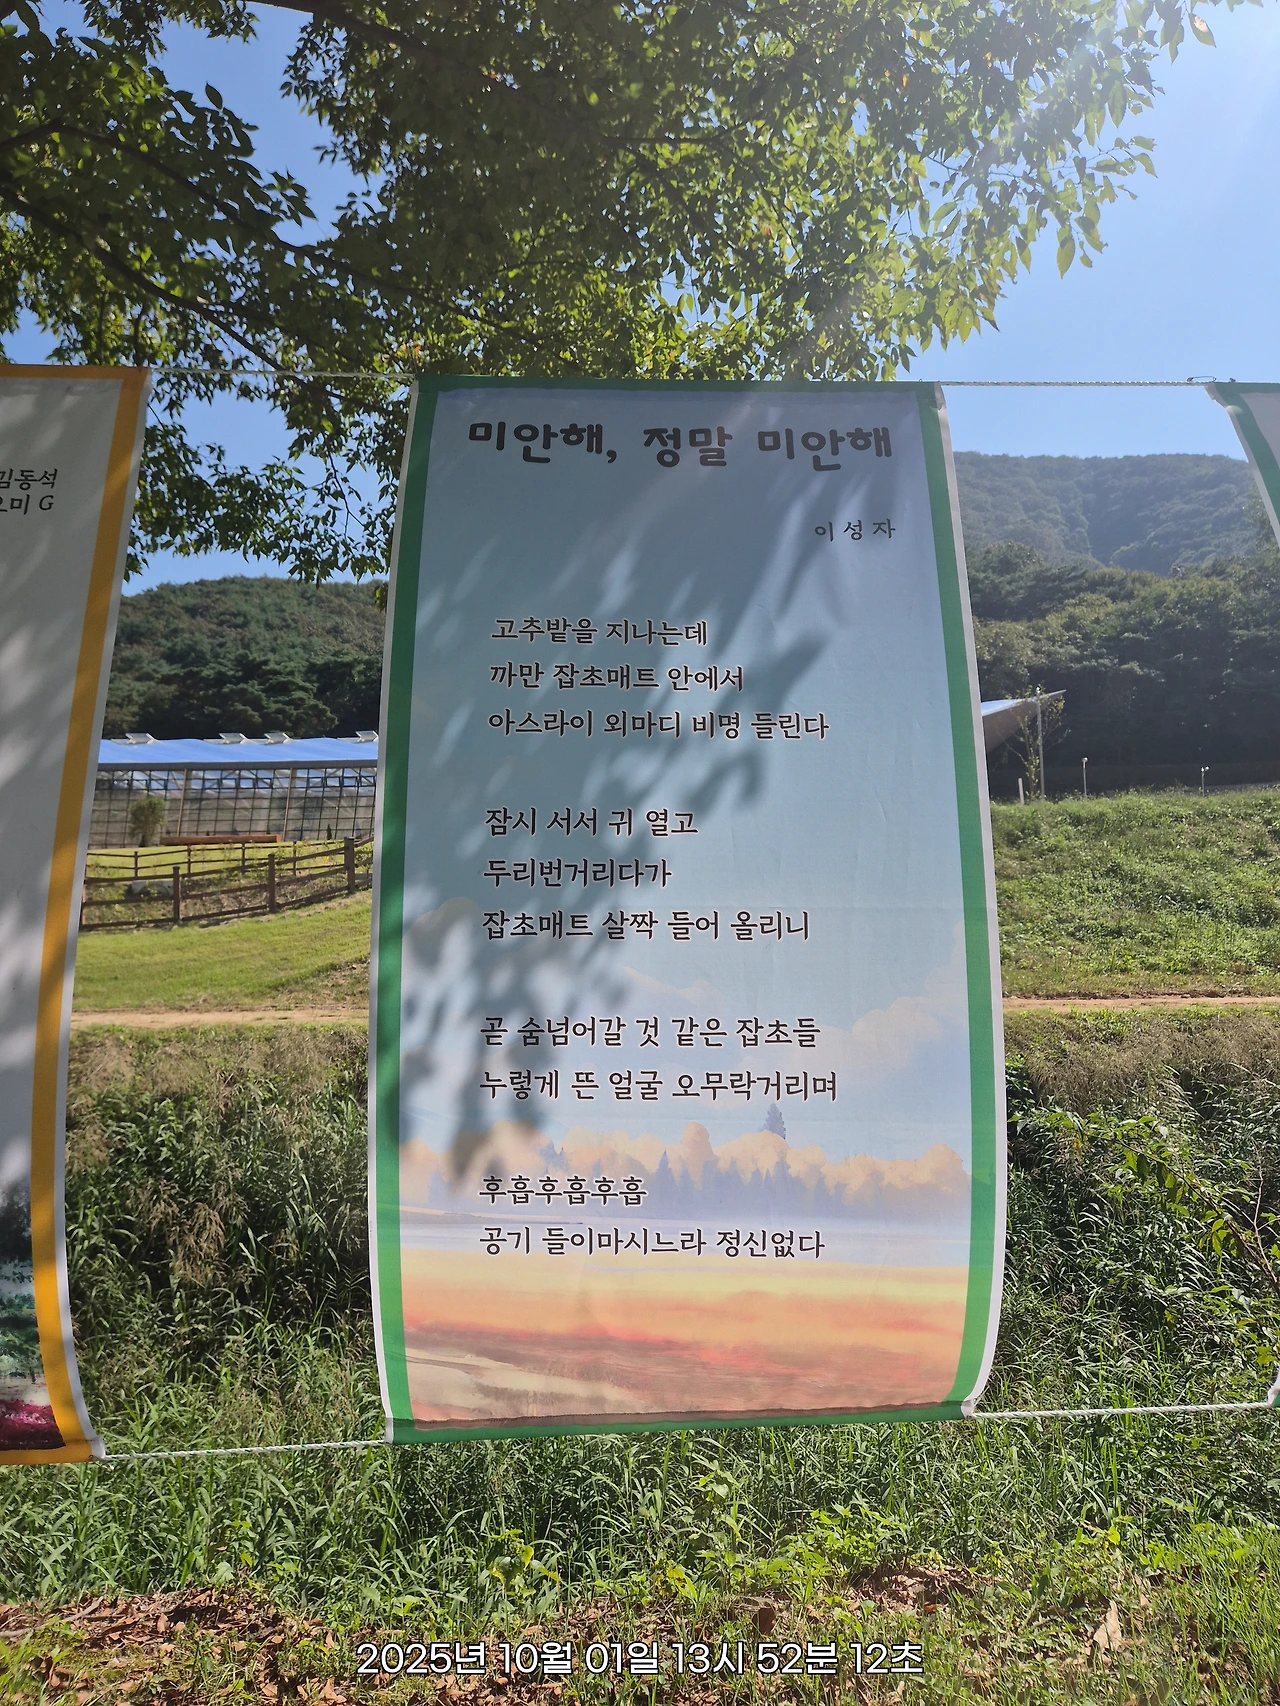 미안해, 정말 미안해
이성자
고추밭을 지나는데
까만 잡초매트 안에서
아스라이 외마디 비명 들린다
잠시 서서 귀 열고
두리번거리다가
잡초매트 살짝 들어 올리니
곧 숨넘어갈 것 같은 잡초들
누렇게 뜬 얼굴 오무락거리며
후흡후흡후흡
공기 들이마시느라 정신없다
김동석
미 G
2025년 10월 01일 13시 52분 12초